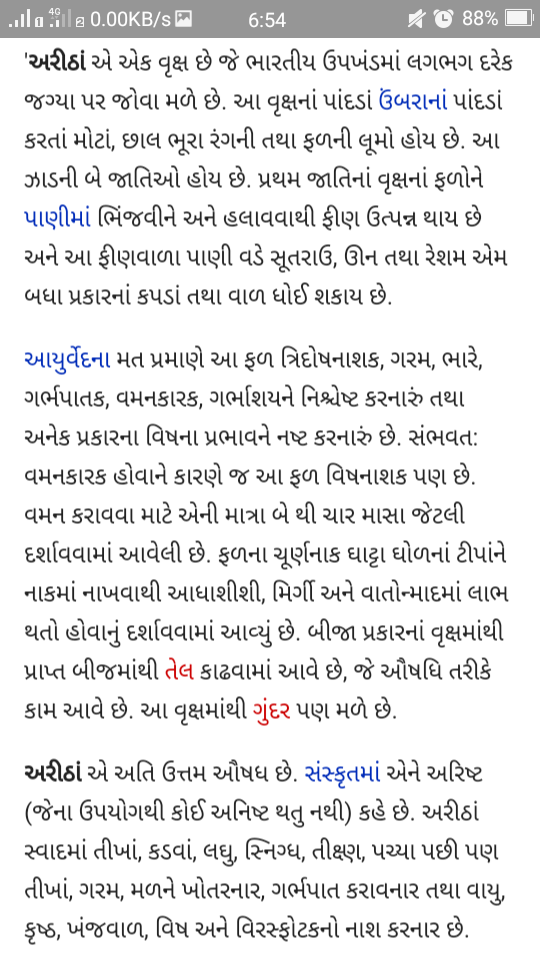 4G 0.00KB/s 6:54 88%
'અરીઠાં એ એક વૃક્ષ છે જે ભારતીય ઉપખંડમાં લગભગ દરેક
જગ્યા પર જોવા મળે છે. આ વૃક્ષનાં પાંદડાં ઉંબરાનાં પાંદડાં
કરતાં મોટાં, છાલ ભૂરા રંગની તથા ફળની લૂમો હોય છે. આ
ઝાડની બે જાતિઓ હોય છે. પ્રથમ જાતિનાં વૃક્ષનાં ફળોને
પાણીમાં ભિંજવીને અને હલાવવાથી ફીણ ઉત્પન્ન થાય છે
અને આ ફીણવાળા પાણી વડે સૂતરાઉ, ઊન તથા રેશમ એમ
બધા પ્રકારનાં કપડાં તથા વાળ ધોઈ શકાય છે.
આયુર્વેદના મત પ્રમાણે આ ફળ ત્રિદોષનાશક, ગરમ, ભારે,
ગર્ભપાતક, વમનકારક, ગર્ભાશયને નિશ્ચેષ્ટ કરનારું તથા
અનેક પ્રકારના વિષના પ્રભાવને નષ્ટ કરનારું છે. સંભવત:
વમનકારક હોવાને કારણે જ આ ફળ વિષનાશક પણ છે.
વમન કરાવવા માટે એની માત્રા બે થી ચાર માસા જેટલી
દર્શાવવામાં આવેલી છે. ફળના ચૂર્ણનાક ઘાટ્ટા ઘોળનાં ટીપાંને
નાકમાં નાખવાથી આધાશીશી, મિર્ગી અને વાતોન્માદમાં લાભ
થતો હોવાનું દર્શાવવામાં આવ્યું છે. બીજા પ્રકારનાં વૃક્ષમાંથી
પ્રાપ્ત બીજમાંથી તેલ કાઢવામાં આવે છે, જે ઔષધિ તરીકે
કામ આવે છે. આ વૃક્ષમાંથી ગુંદર પણ મળે છે.
અરીઠાં એ અતિ ઉત્તમ ઔષધ છે. સંસ્કૃતમાં એને અરિષ્ટ
(જેના ઉપયોગથી કોઈ અનિષ્ટ થતુ નથી) કહે છે. અરીઠાં
સ્વાદમાં તીખાં, કડવાં, લઘુ, સ્નિગ્ધ, તીક્ષ્ણ, પચ્યા પછી પણ
તીખાં, ગરમ, મળને ખોતરનાર, ગર્ભપાત કરાવનાર તથા વાયુ,
કૃષ્ઠ, ખંજવાળ, વિષ અને વિરસ્ફોટકનો નાશ કરનાર છે.